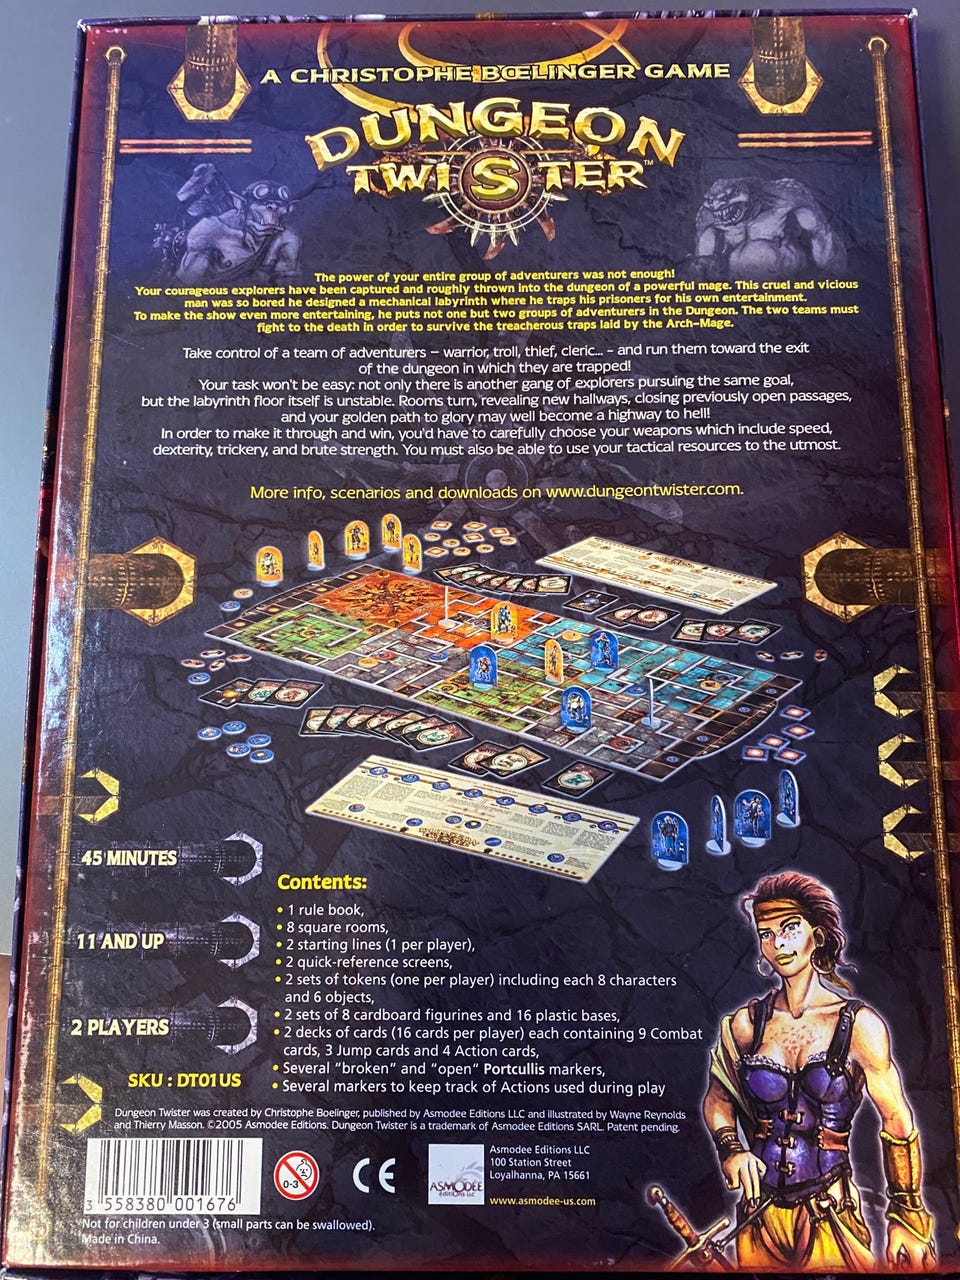 A CHRISTOPHE BŒLINGER GAME
DUNGEON
TWISTER™
The power of your entire group of adventurers was not enough!
Your courageous explorers have been captured and roughly thrown into the dungeon of a powerful mage. This cruel and vicious
man was so bored he designed a mechanical labyrinth where he traps his prisoners for his own entertainment.
To make the show even more entertaining, he puts not one but two groups of adventurers in the Dungeon. The two teams must
fight to the death in order to survive the treacherous traps laid by the Arch-Mage.
Take control of a team of adventurers – warrior, troll, thief, cleric... - and run them toward the exit
of the dungeon in which they are trapped!
Your task won't be easy: not only there is another gang of explorers pursuing the same goal,
but the labyrinth floor itself is unstable. Rooms turn, revealing new hallways, closing previously open passages,
and your golden path to glory may well become a highway to hell!
In order to make it through and win, you'd have to carefully choose your weapons which include speed,
dexterity, trickery, and brute strength. You must also be able to use your tactical resources to the utmost.
More info, scenarios and downloads on www.dungeontwister.com.
45 MINUTES
11 AND UP
2 PLAYERS
SKU : DT01US
Contents:
• 1 rule book,
• 8 square rooms,
• 2 starting lines (1 per player),
• 2 quick-reference screens,
• 2 sets of tokens (one per player) including each 8 characters
and 6 objects,
• 2 sets of 8 cardboard figurines and 16 plastic bases,
• 2 decks of cards (16 cards per player) each containing 9 Combat
cards, 3 Jump cards and 4 Action cards,
• Several "broken" and "open" Portcullis markers,
• Several markers to keep track of Actions used during play
Dungeon Twister was created by Christophe Boelinger, published by Asmodee Editions LLC and illustrated by Wayne Reynolds
and Thierry Masson. ©2005 Asmodee Editions. Dungeon Twister is a trademark of Asmodee Editions SARL. Patent pending.
3 558380 001676
0-3
CE
ASMODEE
editions llc
Asmodee Editions LLC
100 Station Street
Loyalhanna, PA 15661
www.asmodee-us.com
Not for children under 3 (small parts can be swallowed).
Made in China.